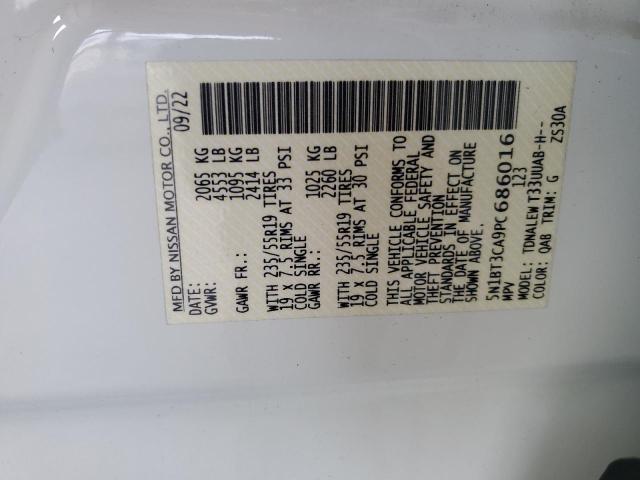 MFD BY NISSAN MOTOR CO., LTD.
DATE: 09/22
GVWR: 2065 KG
4553 LB
GAWR FR.: 1095 KG
2414 LB
WITH 235/55R19 TIRES
19 X 7.5 RIMS AT 33 PSI
COLD SINGLE
GAWR RR.: 1025 KG
2260 LB
WITH 235/55R19 TIRES
19 X 7.5 RIMS AT 30 PSI
COLD SINGLE
THIS VEHICLE CONFORMS TO
ALL APPLICABLE FEDERAL
MOTOR VEHICLE SAFETY AND
THEFT PREVENTION
STANDARDS IN EFFECT ON
THE DATE OF MANUFACTURE
SHOWN ABOVE.
5N1BT3CA9PC686016
MPV 123
MODEL: TDNALEW T33UUAB-H--
COLOR: QAB TRIM: G ZS30A